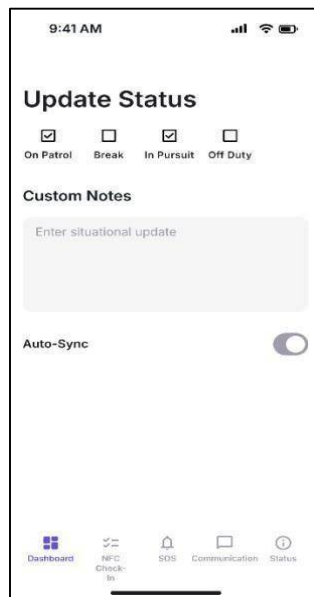 9:41 AM
Update Status
On Patrol Break In Pursuit Off Duty
Custom Notes
Enter situational update
Auto-Sync
Dashboard NFC Check-In SOS Communication Status